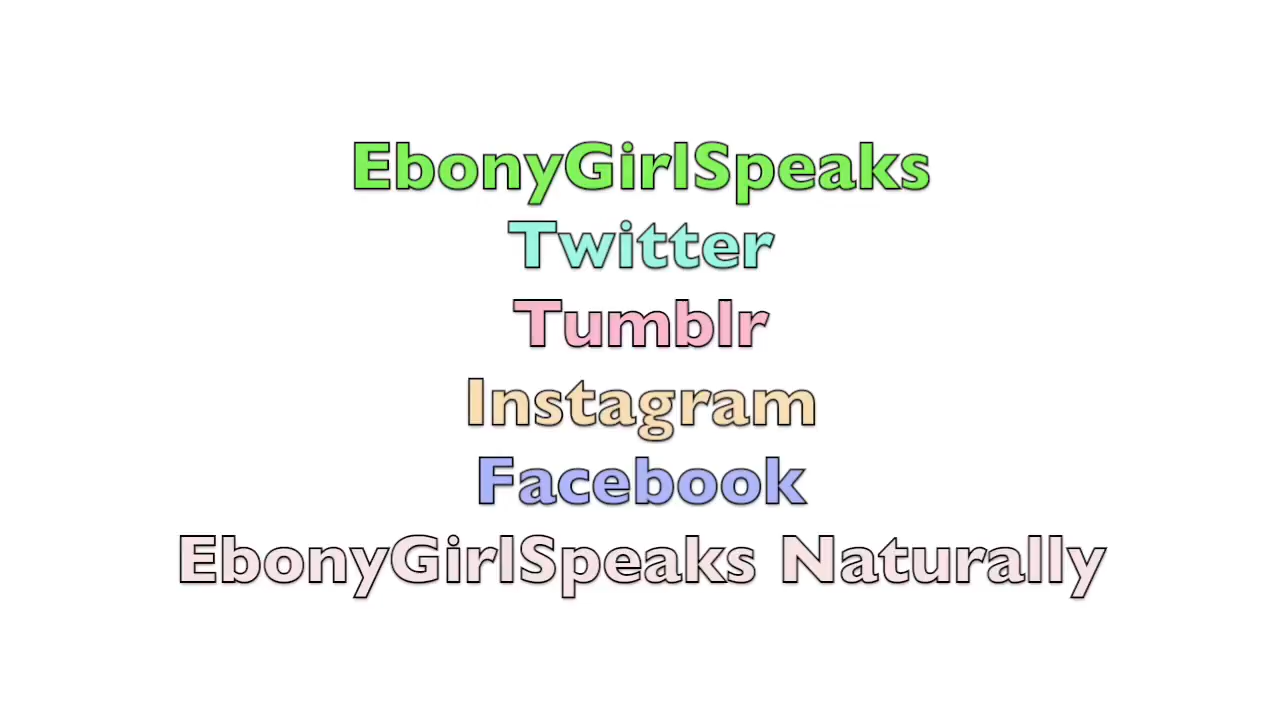 EbonyGirlSpeaks
Twitter
Tumblr
Instagram
Facebook
EbonyGirlSpeaks Naturally